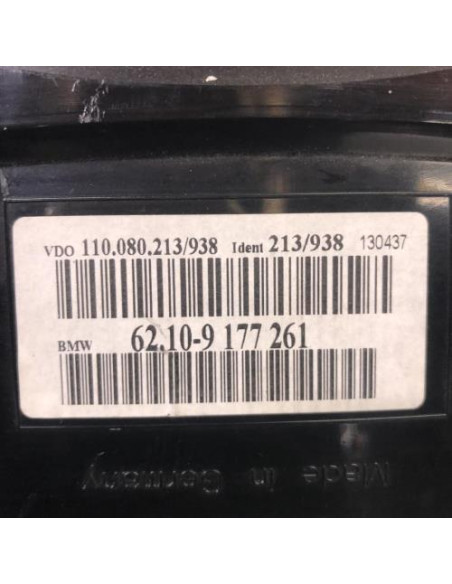 VDO 110.080.213/938 Ident 213/938 130437
BMW 62.10-9 177 261
Made in Germany